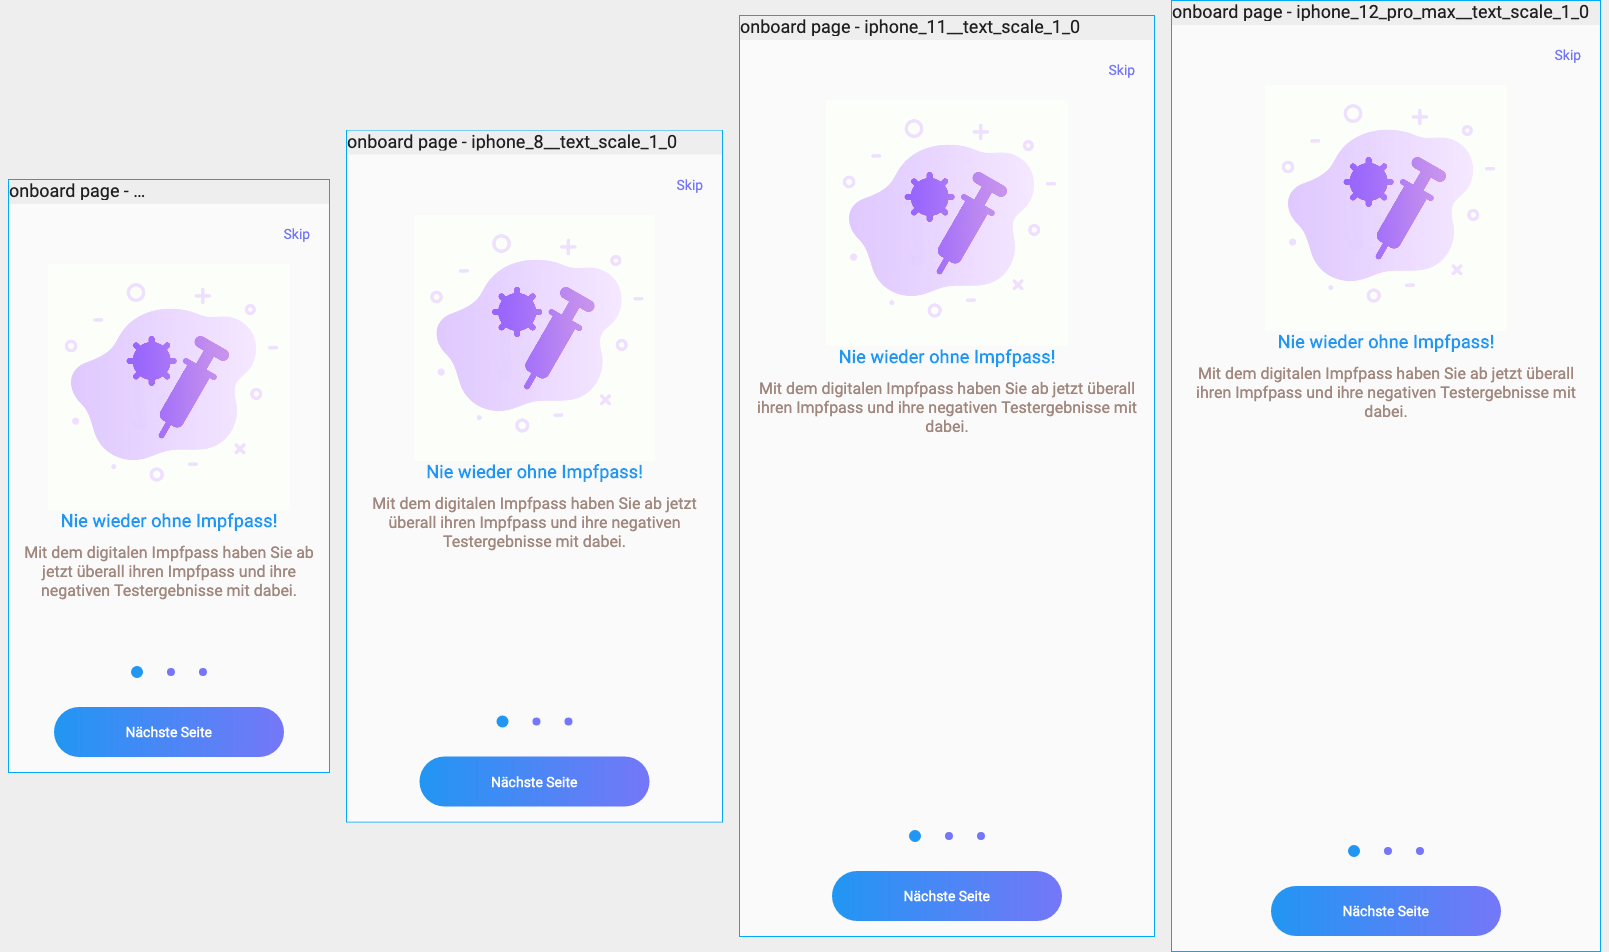 onboard page - ...
Skip
Nie wieder ohne Impfpass!
Mit dem digitalen Impfpass haben Sie ab
jetzt überall ihren Impfpass und ihre
negativen Testergebnisse mit dabei.
Nächste Seite
onboard page - iphone_8__text_scale_1_0
Skip
Nie wieder ohne Impfpass!
Mit dem digitalen Impfpass haben Sie ab jetzt
überall ihren Impfpass und ihre negativen
Testergebnisse mit dabei.
Nächste Seite
onboard page - iphone_11__text_scale_1_0
Skip
Nie wieder ohne Impfpass!
Mit dem digitalen Impfpass haben Sie ab jetzt überall
ihren Impfpass und ihre negativen Testergebnisse mit
dabei.
Nächste Seite
onboard page - iphone_12_pro_max__text_scale_1_0
Skip
Nie wieder ohne Impfpass!
Mit dem digitalen Impfpass haben Sie ab jetzt überall
ihren Impfpass und ihre negativen Testergebnisse mit
dabei.
Nächste Seite